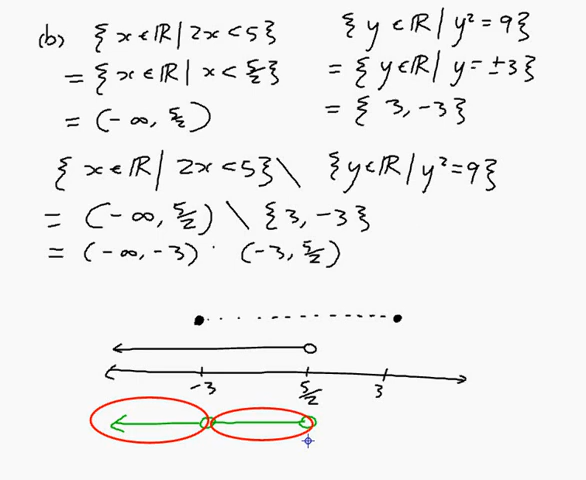 (b) {x ∈ ℝ | 2x < 5} {y ∈ ℝ | y² = 9}
= {x ∈ ℝ | x < 5/2} = {y ∈ ℝ | y = ±3}
= (-∞, 5/2) = {3, -3}
{x ∈ ℝ | 2x < 5} \ {y ∈ ℝ | y² = 9}
= (-∞, 5/2) \ {3, -3}
= (-∞, -3) · (-3, 5/2)
-3 5/2 3